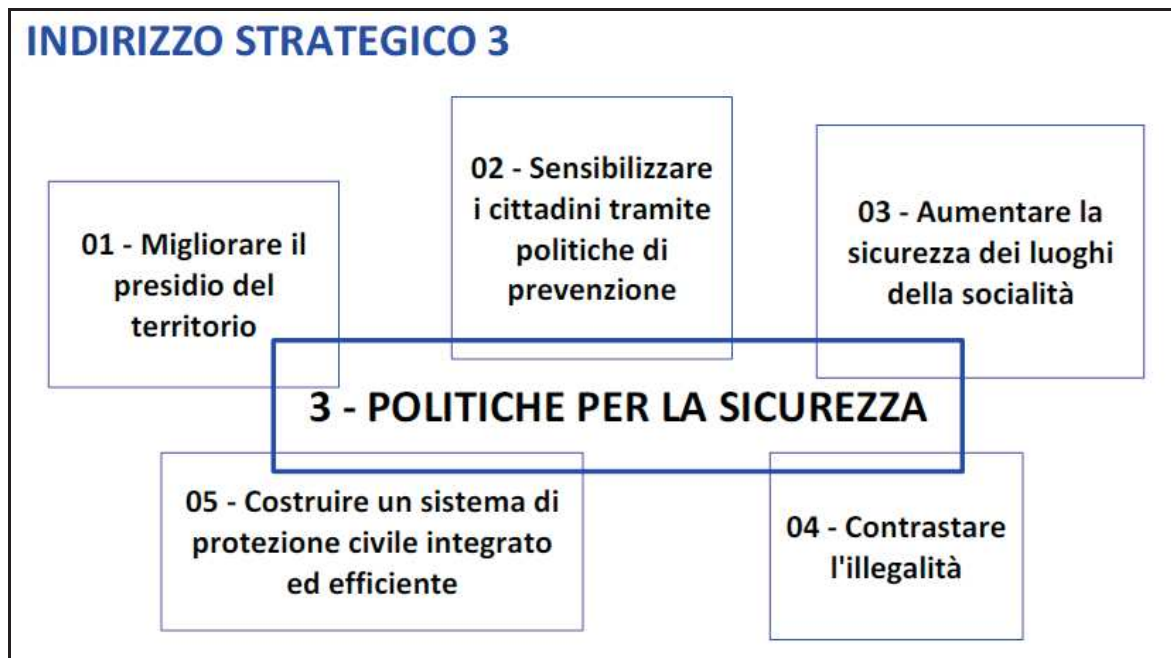 INDIRIZZO STRATEGICO 3
01 - Migliorare il
presidio del
territorio
02 - Sensibilizzare
i cittadini tramite
politiche di
prevenzione
03 - Aumentare la
sicurezza dei luoghi
della socialità
3 - POLITICHE PER LA SICUREZZA
05 - Costruire un sistema di
protezione civile integrato
ed efficiente
04 - Contrastare
l'illegalità